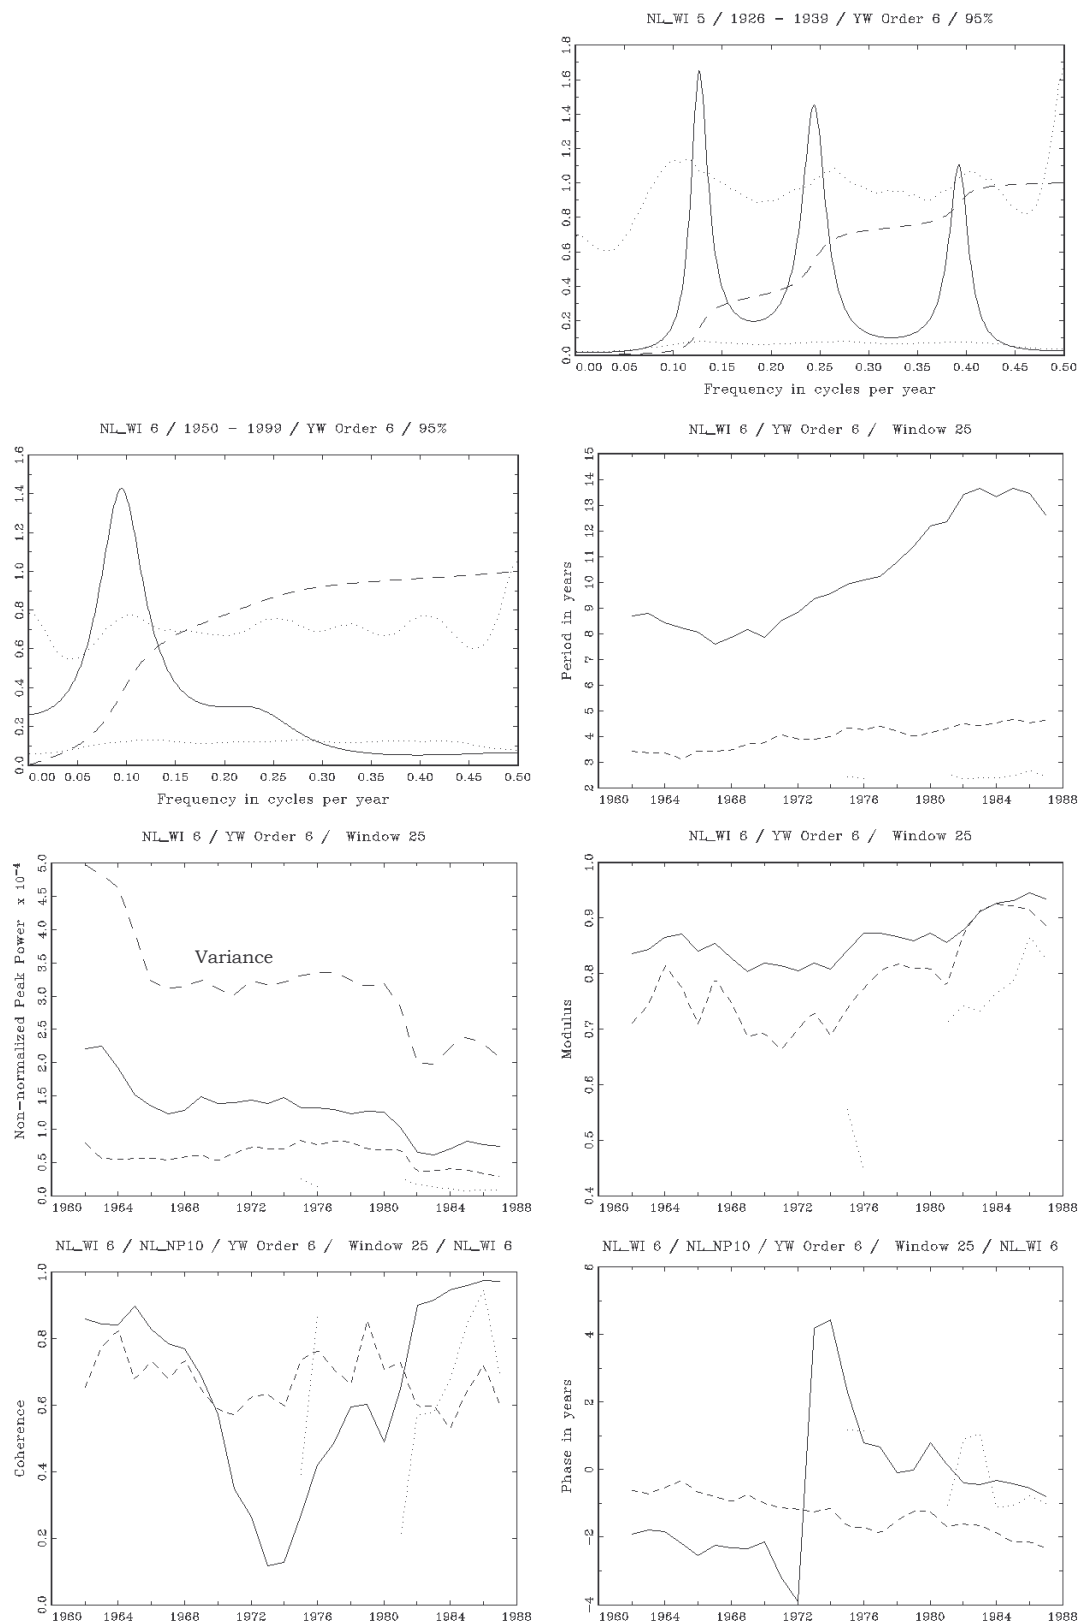 NL_WI 5 / 1926 - 1939 / YW Order 6 / 95%
1.8
1.6
1.4
1.2
1.0
0.8
0.6
0.4
0.2
0.0
0.00 0.05 0.10 0.15 0.20 0.25 0.30 0.35 0.40 0.45 0.50
Frequency in cycles per year
NL_WI 6 / 1950 - 1999 / YW Order 6 / 95%
1.6
1.4
1.2
1.0
0.8
0.6
0.4
0.2
0.0
0.00 0.05 0.10 0.15 0.20 0.25 0.30 0.35 0.40 0.45 0.50
Frequency in cycles per year
NL_WI 6 / YW Order 6 / Window 25
Period in years
15
14
13
12
11
10
9
8
7
6
5
4
3
2
1960 1964 1968 1972 1976 1980 1984 1988
NL_WI 6 / YW Order 6 / Window 25
Non-normalized Peak Power x 10-4
5.0
4.5
4.0
3.5
3.0
2.5
2.0
1.5
1.0
0.5
0.0
Variance
1960 1964 1968 1972 1976 1980 1984 1988
NL_WI 6 / YW Order 6 / Window 25
Modulus
1.0
0.9
0.8
0.7
0.6
0.5
0.4
1960 1964 1968 1972 1976 1980 1984 1988
NL_WI 6 / NL_NP10 / YW Order 6 / Window 25 / NL_WI 6
Coherence
1.0
0.8
0.6
0.4
0.2
0.0
1960 1964 1968 1972 1976 1980 1984 1988
NL_WI 6 / NL_NP10 / YW Order 6 / Window 25 / NL_WI 6
Phase in years
6
4
2
0
-2
-4
1960 1964 1968 1972 1976 1980 1984 1988